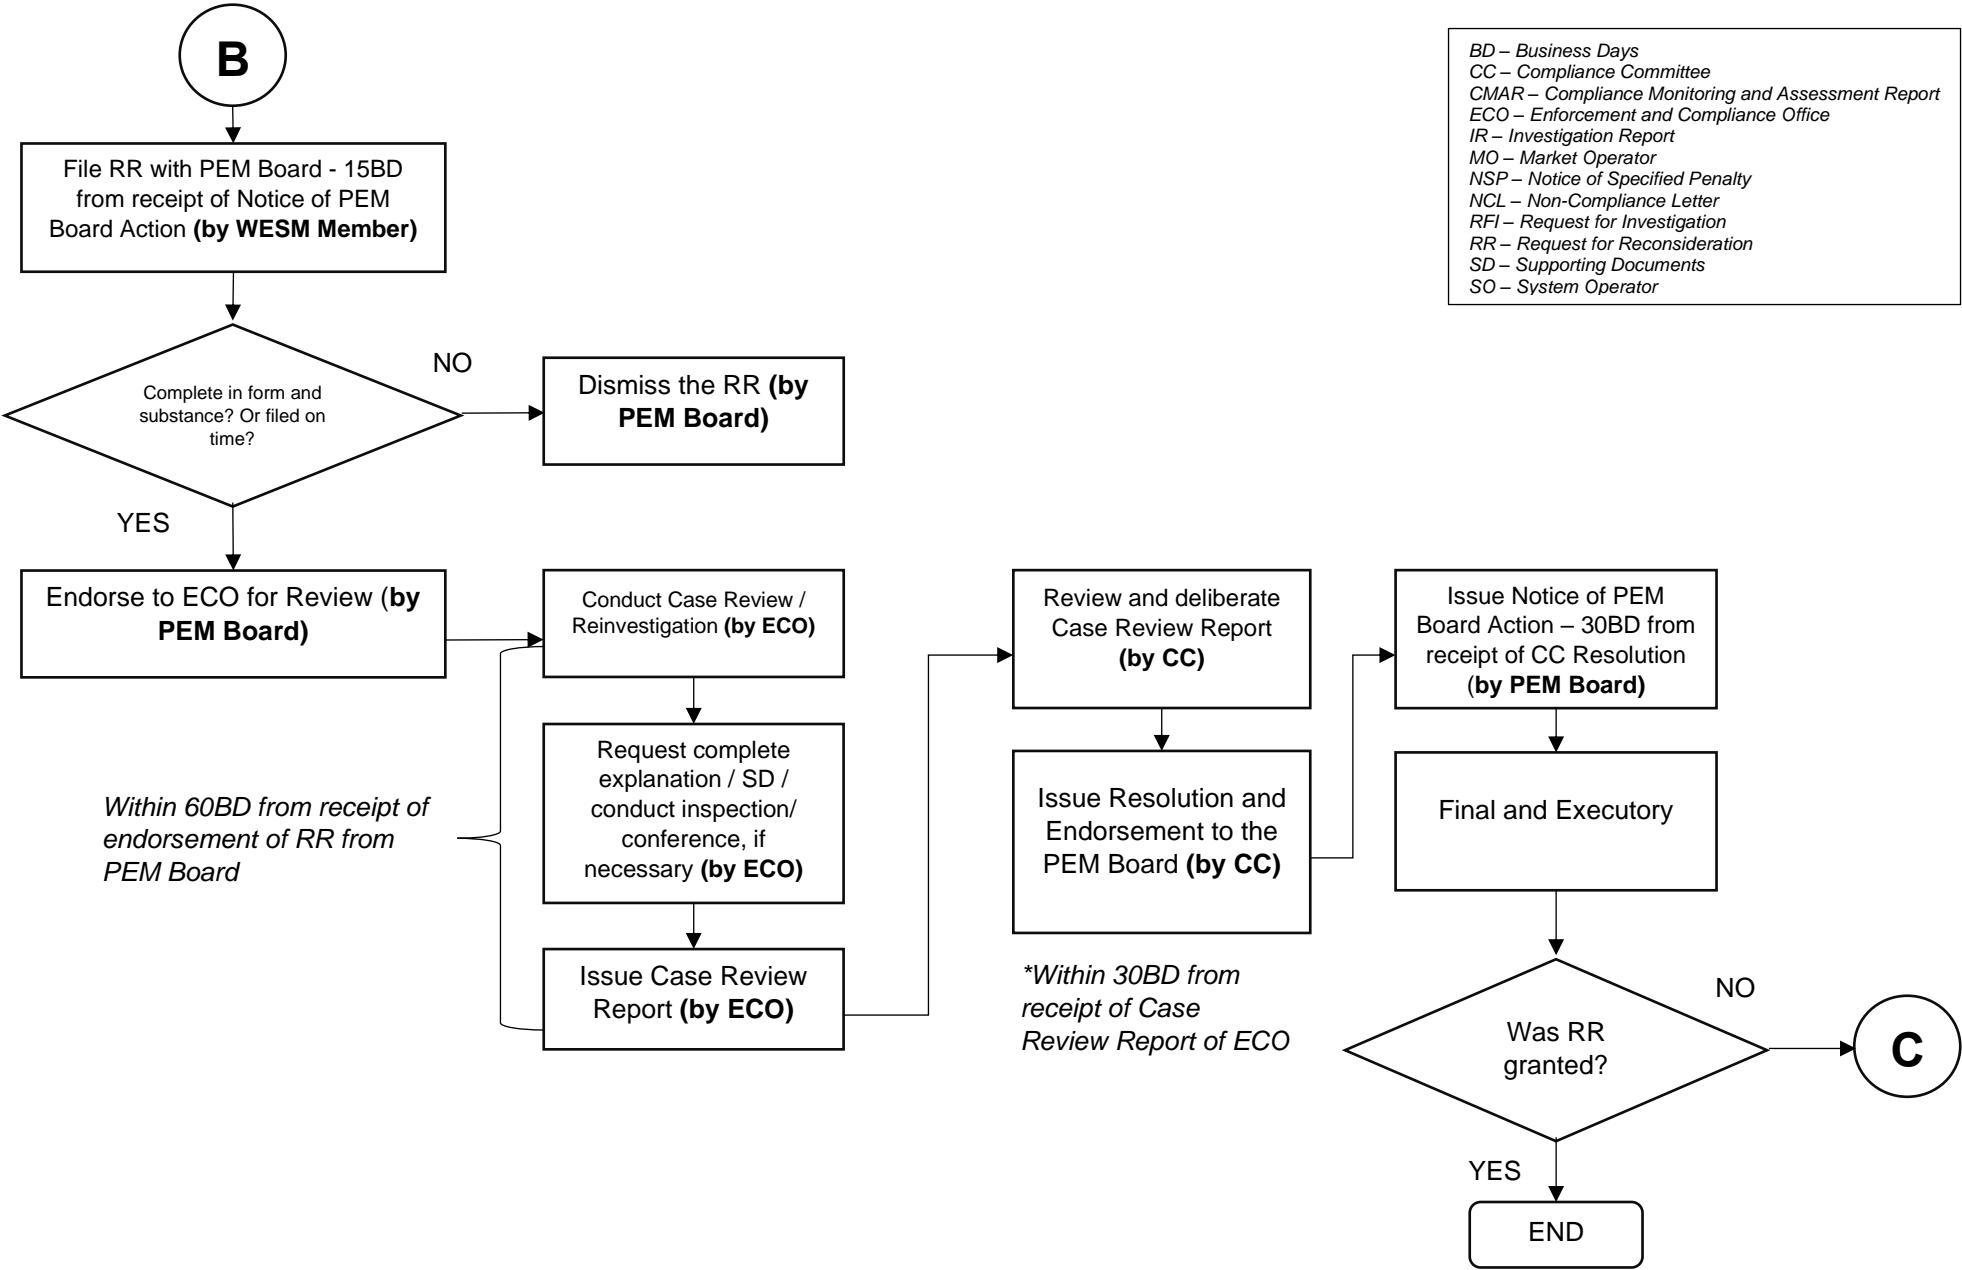 B
File RR with PEM Board - 15BD
from receipt of Notice of PEM
Board Action (by WESM Member)
Complete in form and
substance? Or filed on
time?
NO
Dismiss the RR (by
PEM Board)
YES
Endorse to ECO for Review (by
PEM Board)
Conduct Case Review /
Reinvestigation (by ECO)
Request complete
explanation / SD /
conduct inspection/
conference, if
necessary (by ECO)
Issue Case Review
Report (by ECO)
Within 60BD from receipt of
endorsement of RR from
PEM Board
Review and deliberate
Case Review Report
(by CC)
Issue Resolution and
Endorsement to the
PEM Board (by CC)
*Within 30BD from
receipt of Case
Review Report of ECO
Issue Notice of PEM
Board Action – 30BD from
receipt of CC Resolution
(by PEM Board)
Final and Executory
Was RR
granted?
NO
C
YES
END
BD – Business Days
CC – Compliance Committee
CMAR – Compliance Monitoring and Assessment Report
ECO – Enforcement and Compliance Office
IR – Investigation Report
MO – Market Operator
NSP – Notice of Specified Penalty
NCL – Non-Compliance Letter
RFI – Request for Investigation
RR – Request for Reconsideration
SD – Supporting Documents
SO – System Operator